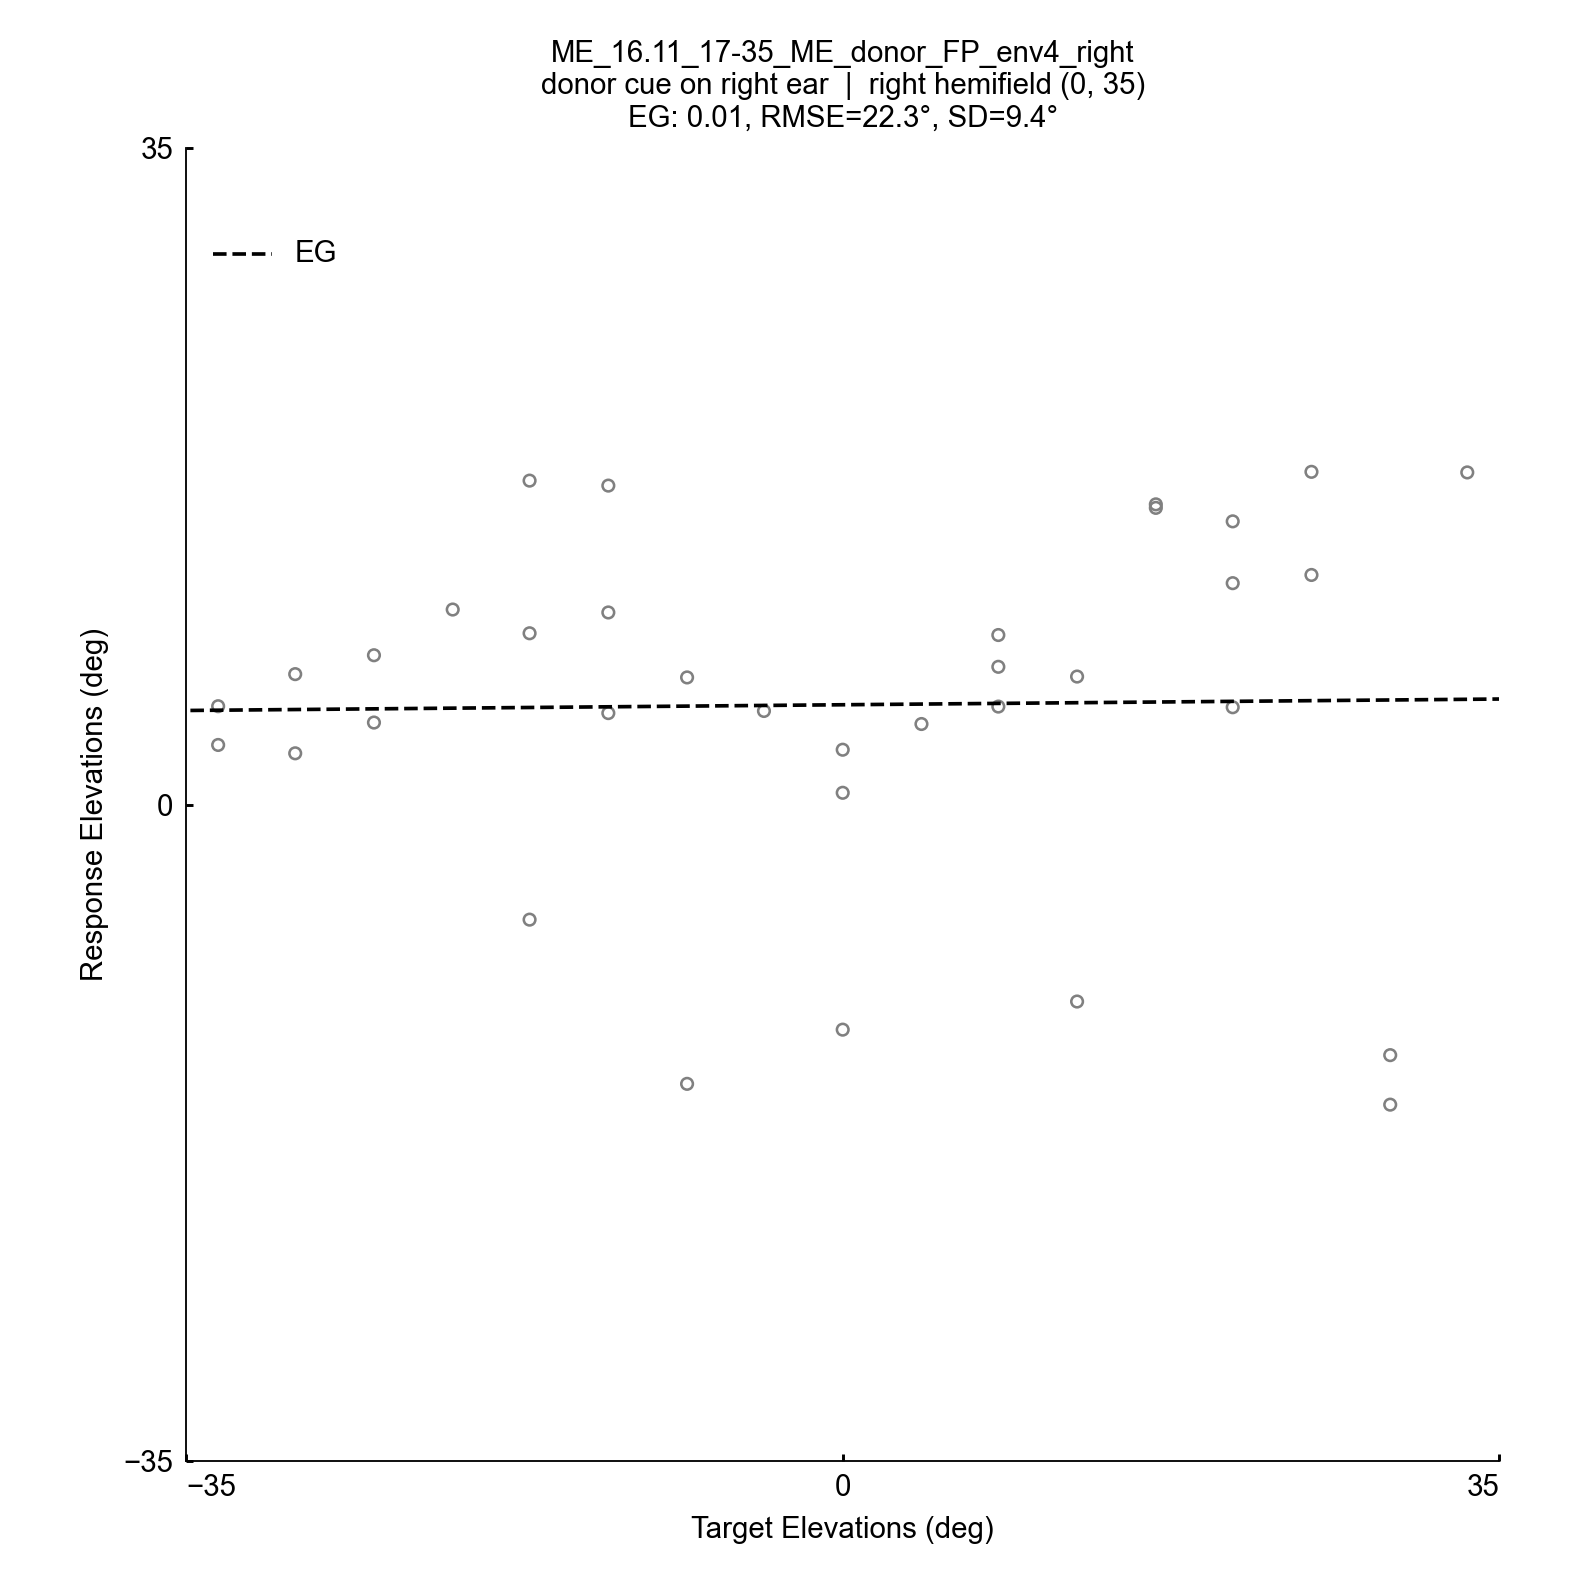 ME_16.11_17-35_ME_donor_FP_env4_right
donor cue on right ear | right hemifield (0, 35)
EG: 0.01, RMSE=22.3°, SD=9.4°
35
EG
Response Elevations (deg)
0
−35
−35
0
35
Target Elevations (deg)